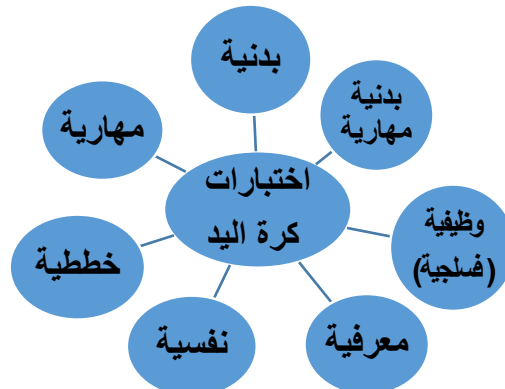 بدنية
بدنية
مهارية
مهارية
اختبارات
كرة اليد
وظيفية
(فسلجية)
خططية
معرفية
نفسية